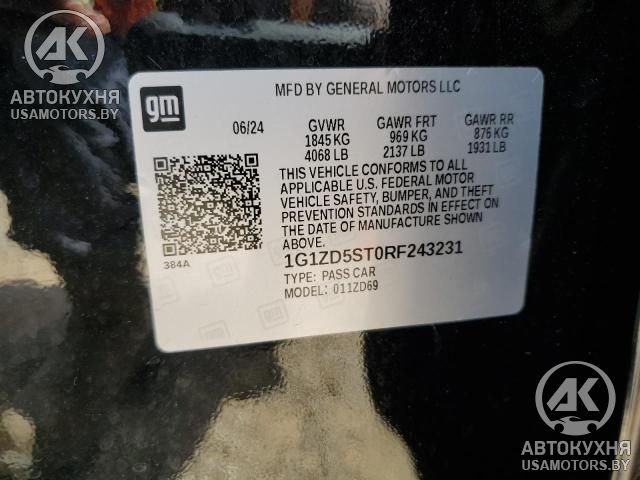 AK
АВТОКУХНЯ
USAMOTORS.BY
gm
MFD BY GENERAL MOTORS LLC
06/24
GVWR GAWR FRT GAWR RR
1845 KG 969 KG 876 KG
4068 LB 2137 LB 1931 LB
THIS VEHICLE CONFORMS TO ALL
APPLICABLE U.S. FEDERAL MOTOR
VEHICLE SAFETY, BUMPER, AND THEFT
PREVENTION STANDARDS IN EFFECT ON
THE DATE OF MANUFACTURE SHOWN
ABOVE.
384A
1G1ZD5ST0RF243231
TYPE: PASS CAR
MODEL: 011ZD69
AK
АВТОКУХНЯ
USAMOTORS.BY